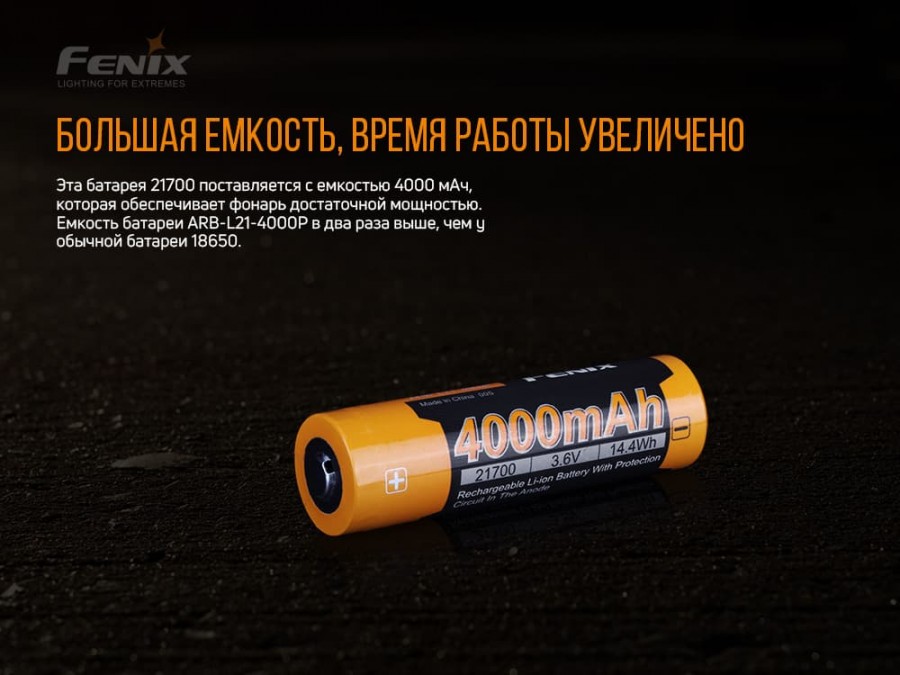 FENIX
LIGHTING FOR EXTREMES
БОЛЬШАЯ ЕМКОСТЬ, ВРЕМЯ РАБОТЫ УВЕЛИЧЕНО
Эта батарея 21700 поставляется с емкостью 4000 мАч,
которая обеспечивает фонарь достаточной мощностью.
Емкость батареи ARB-L21-4000P в два раза выше, чем у
обычной батареи 18650.
FENIX
Made in China
4000mAh
21700 3.6V 14.4Wh
Rechargeable Li-ion Battery With Protection
Circuit In The Anode